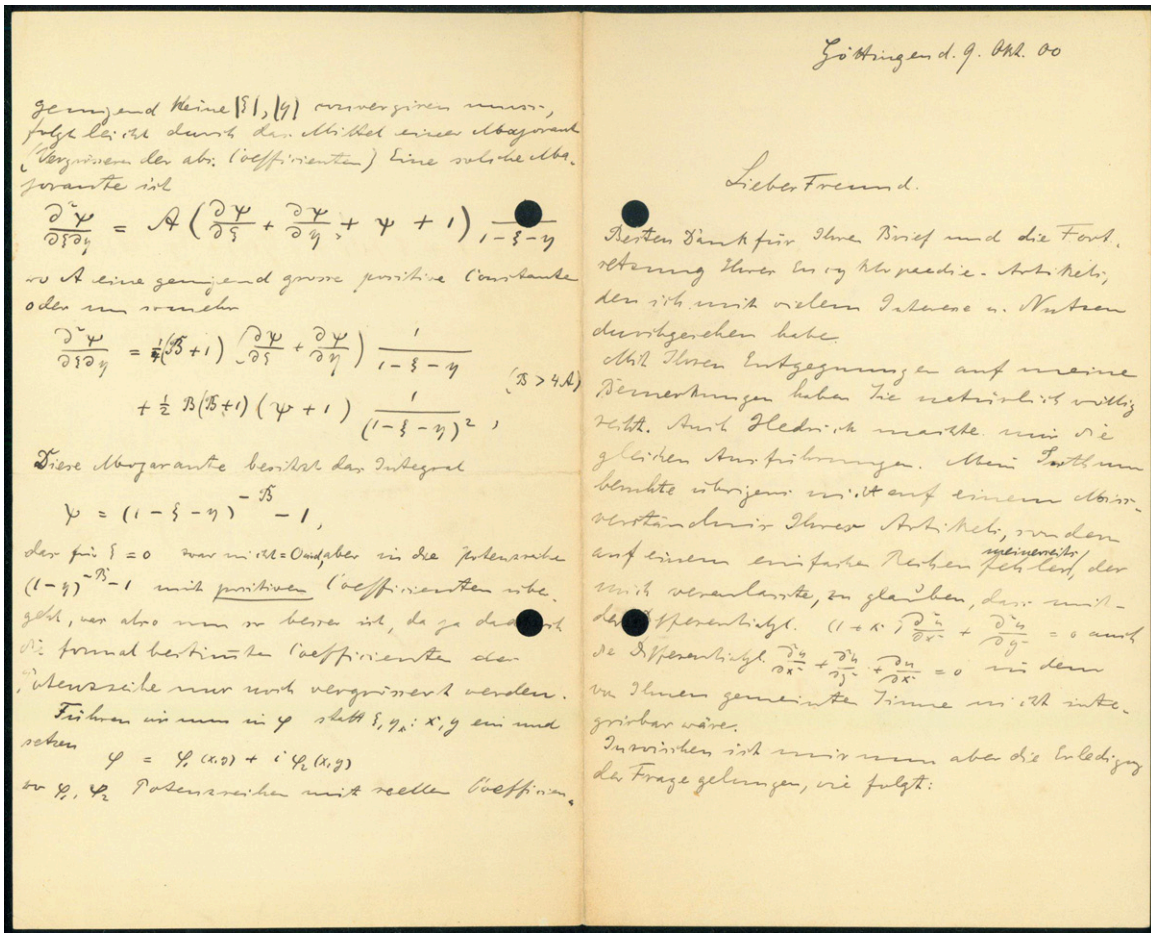 Göttingen d. 9. Okt. 00
Lieber Freund.
Besten Dank für Ihren Brief und die Fort-
setzung Ihres Encyklopaedie-Artikels,
den ich mit vielem Interesse u. Nutzen
durchgesehen habe.
Mit Ihren Entgegnungen auf meine
Bemerkungen haben Sie natürlich völlig
recht. Auch Hedrick machte mir die
gleichen Ausführungen. Mein Irrthum
beruhte übrigens nicht auf einem Miss-
verständnis Ihres Artikels, sondern
auf einem einfachen Rechenfehler meinerseits, der
mich veranlasste, zu glauben, dass mit
der Differentialgl. (1 + x) ∂²u/∂x² + ∂²u/∂y² = 0 auch
die Differentialgl. ∂²u/∂x² + ∂²u/∂y² + ∂u/∂x = 0 in dem
von Ihnen gemeinten Sinne nicht inte-
grirbar wäre.
Inzwischen ist mir nun aber die Erledigg
der Frage gelungen, wie folgt:
genügend kleine |ξ|, |η| convergiren muss,
folgt leicht durch das Mittel einer Majorante
(Vergrössern der abs. Coefficienten) Eine solche Ma-
jorante ist
∂²ψ/∂ξ∂η = A (∂ψ/∂ξ + ∂ψ/∂η + ψ + 1) 1/(1-ξ-η)
wo A eine genügend grosse positive Constante
oder um so mehr
∂²ψ/∂ξ∂η = ½(B+1) (∂ψ/∂ξ + ∂ψ/∂η) 1/(1-ξ-η)
+ ½ B(B+1) (ψ+1) 1/(1-ξ-η)², (B > 4A)
Diese Majorante besitzt das Integral
ψ = (1-ξ-η)^-B - 1,
das für ξ = 0 zwar nicht = 0 wird, aber in die Potenzreihe
(1-η)^-B - 1 mit positiven Coefficienten übe-
geht, was also um so besser ist, da ja dadurch
die formal bestimmten Coefficienten der
Potenzreihe nur noch vergrössert werden.
Führen wir nun in φ statt ξ, η: x, y ein und
setzen
φ = φ₁(x,y) + i φ₂(x,y)
wo φ₁, φ₂ Potenzreihen mit reellen Coefficien-